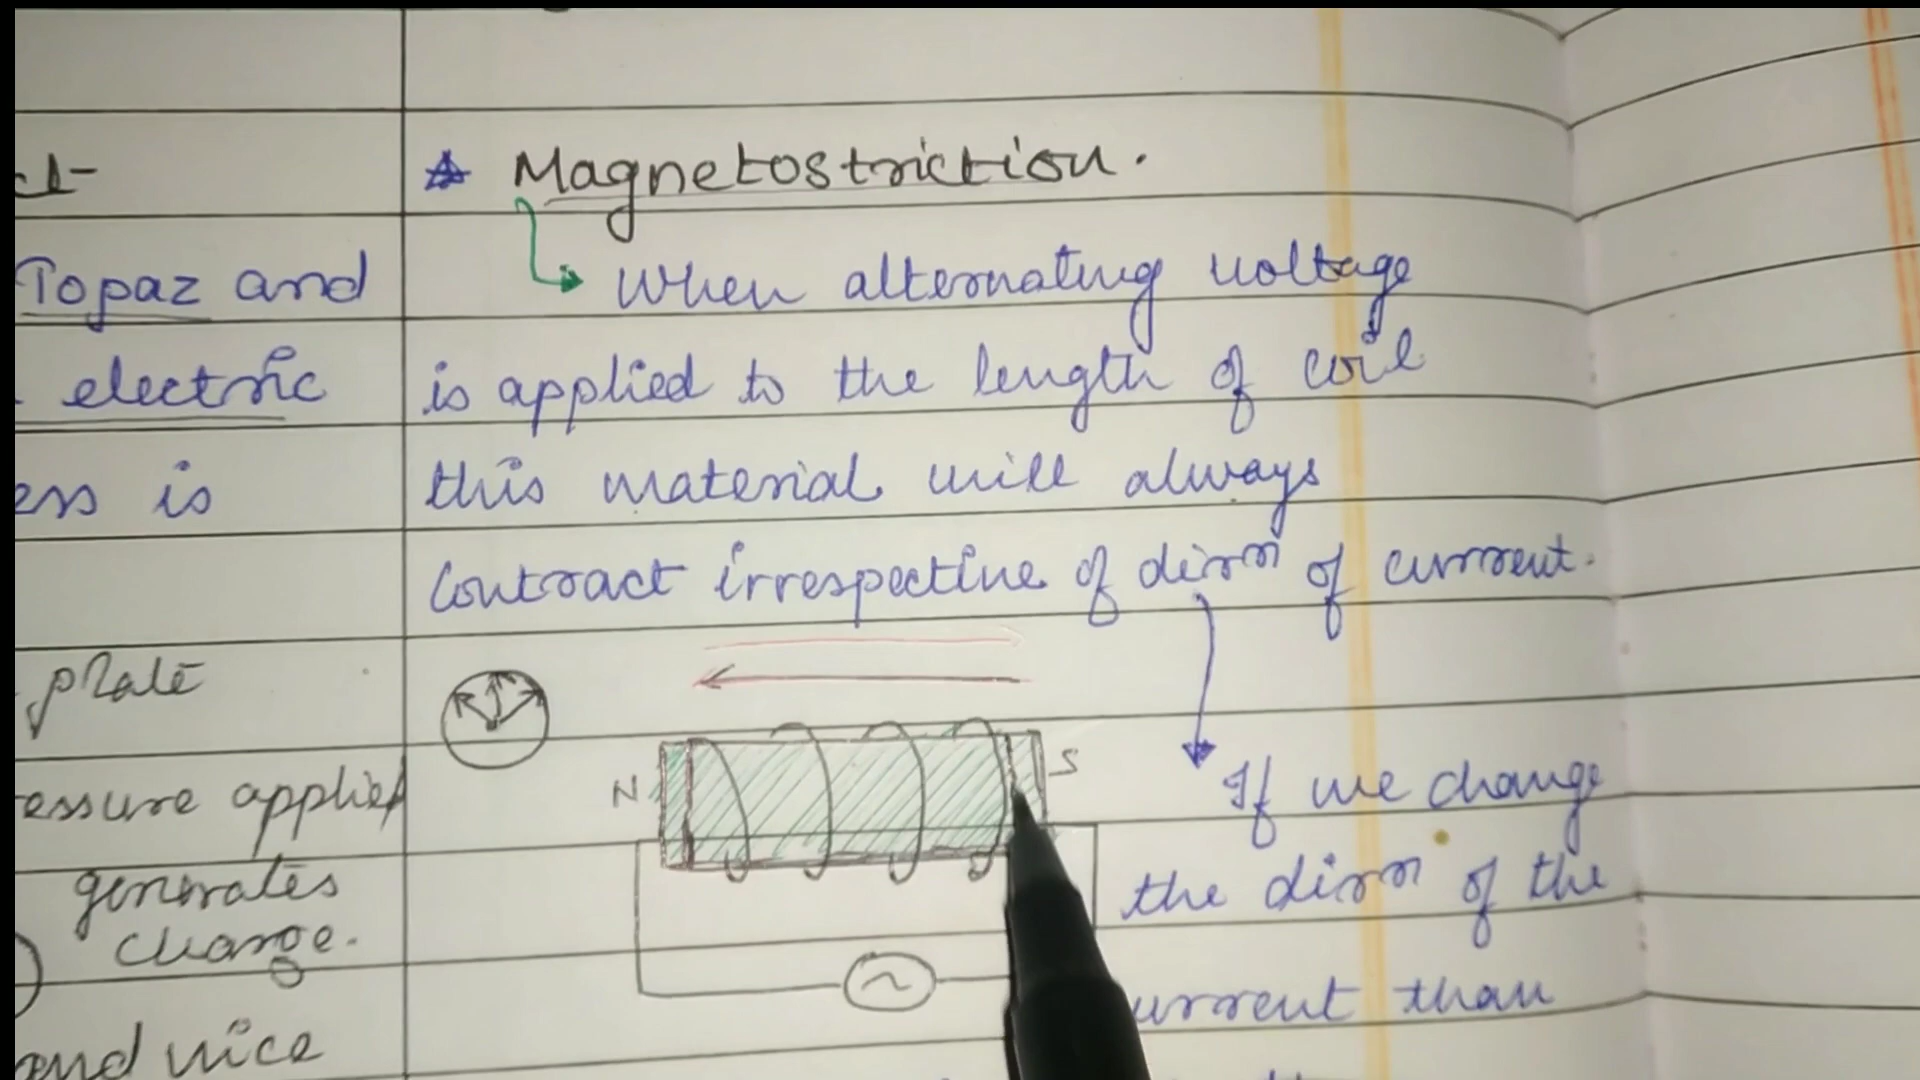 Topaz and
electric
is
plate
applied
generates
charge.
and vice
Magnetostriction.
When alternating voltage
is applied to the length of coil
this material will always
Contract irrespective of dirⁿ of current.
N
S
If we change
the dirⁿ of the
than